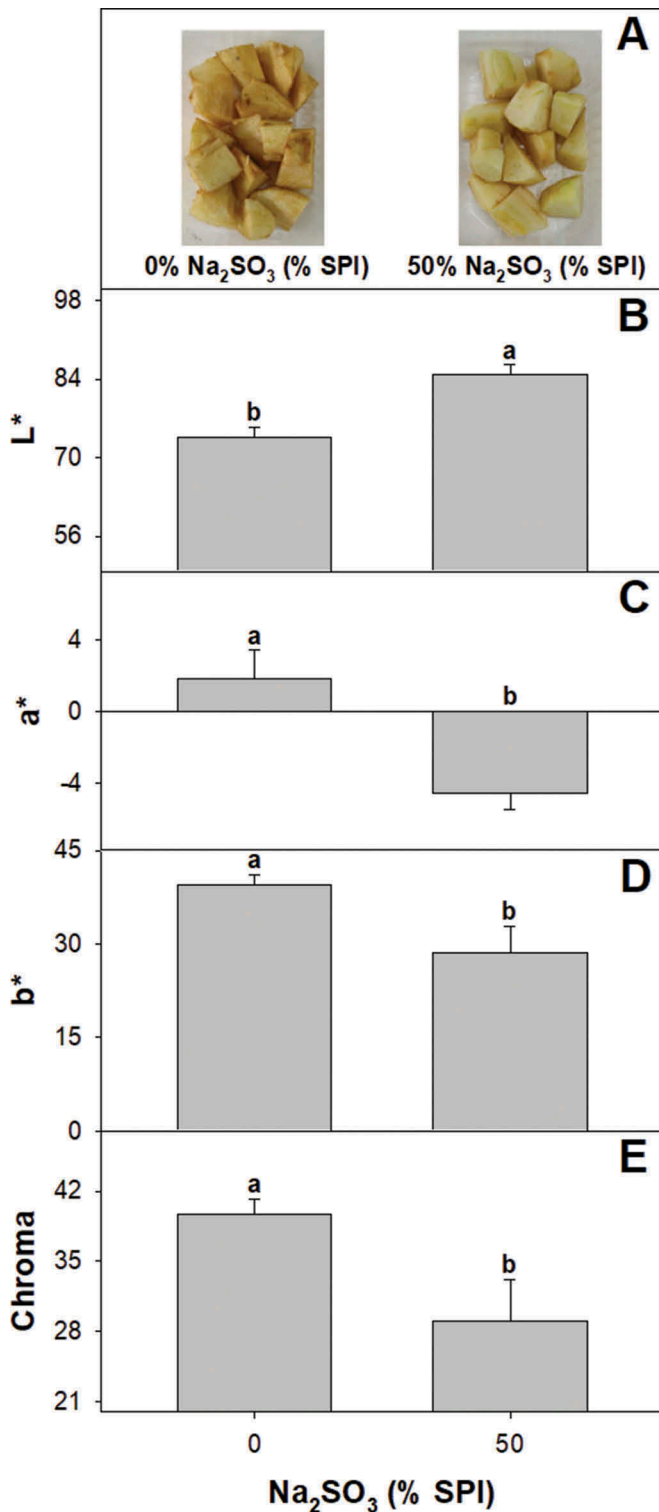 A
0% Na₂SO₃ (% SPI) 50% Na₂SO₃ (% SPI)
B
98
84
70
56
L*
b
a
C
4
0
-4
a*
a
b
D
45
30
15
0
b*
a
b
E
42
35
28
21
Chroma
a
b
0 50
Na₂SO₃ (% SPI)